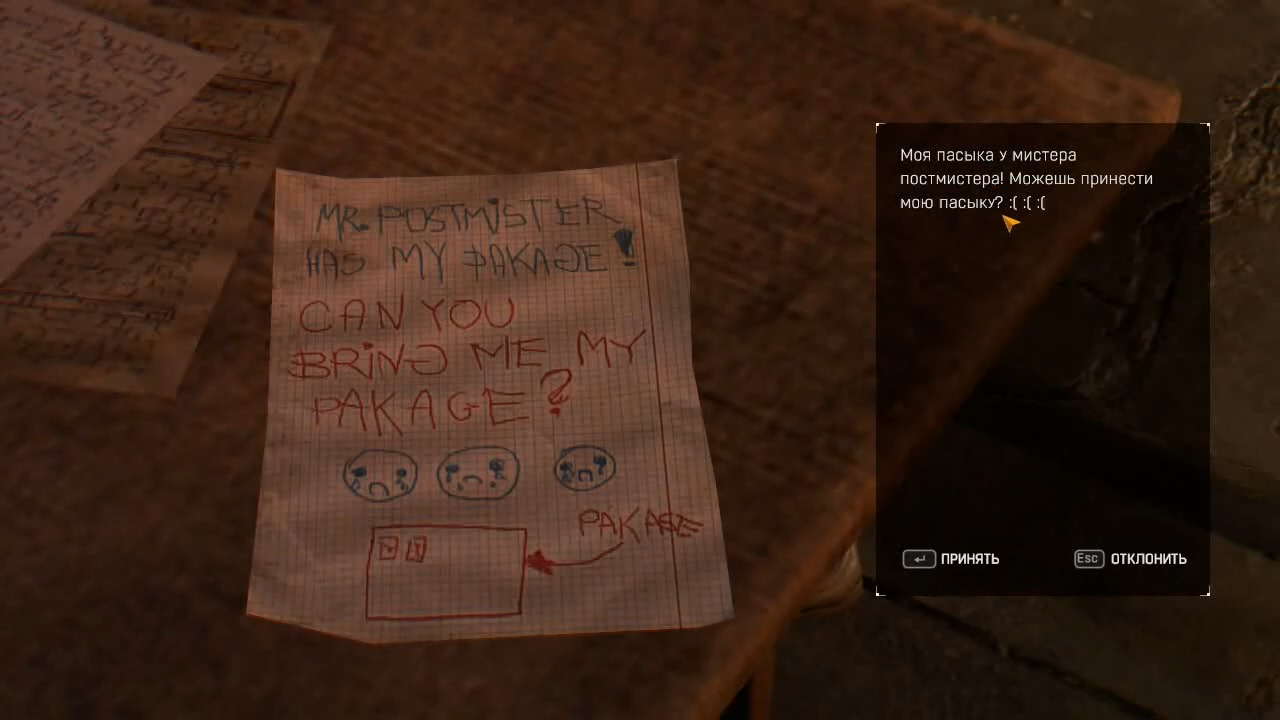 MR. POSTMISTER
HAS MY PAKAGE!
CAN YOU
BRING ME MY
PAKAGE?
PAKAGE
Моя пасыка у мистера
постмистера! Можешь принести
мою пасыку? :( :( :(
ПРИНЯТЬ
Esc ОТКЛОНИТЬ